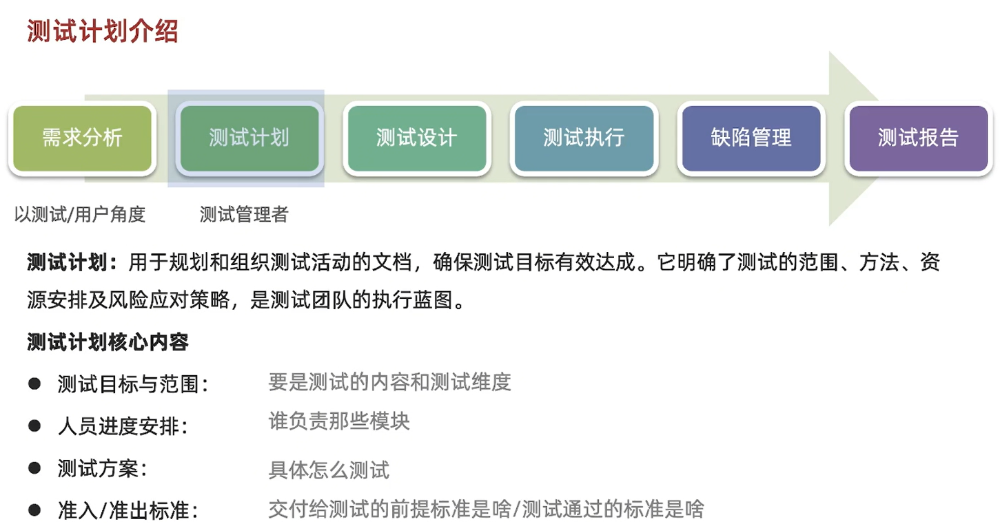 测试计划介绍
需求分析
测试计划
测试设计
测试执行
缺陷管理
测试报告
以测试/用户角度
测试管理者
测试计划：用于规划和组织测试活动的文档，确保测试目标有效达成。它明确了测试的范围、方法、资
源安排及风险应对策略，是测试团队的执行蓝图。
测试计划核心内容
● 测试目标与范围： 要是测试的内容和测试维度
● 人员进度安排： 谁负责那些模块
● 测试方案： 具体怎么测试
● 准入/准出标准： 交付给测试的前提标准是啥/测试通过的标准是啥